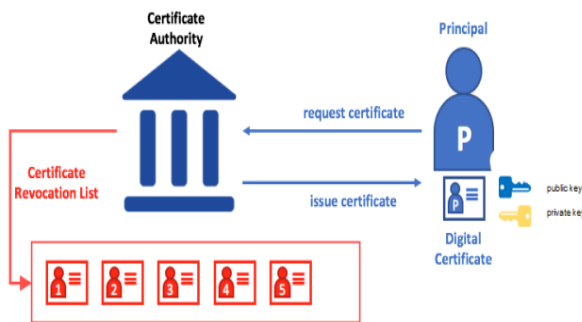 Certificate
Authority
Principal
request certificate
P
Certificate
Revocation List
issue certificate
P
public key
private key
Digital
Certificate
1 2 3 4 5